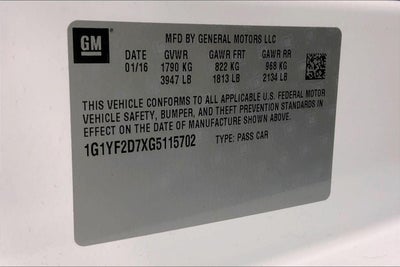 GM
MFD BY GENERAL MOTORS LLC
DATE GVWR GAWR FRT GAWR RR
01/16 1790 KG 822 KG 968 KG
3947 LB 1813 LB 2134 LB
THIS VEHICLE CONFORMS TO ALL APPLICABLE U.S. FEDERAL MOTOR
VEHICLE SAFETY, BUMPER, AND THEFT PREVENTION STANDARDS IN
EFFECT ON THE DATE OF MANUFACTURE SHOWN ABOVE.
1G1YF2D7XG5115702 TYPE: PASS CAR